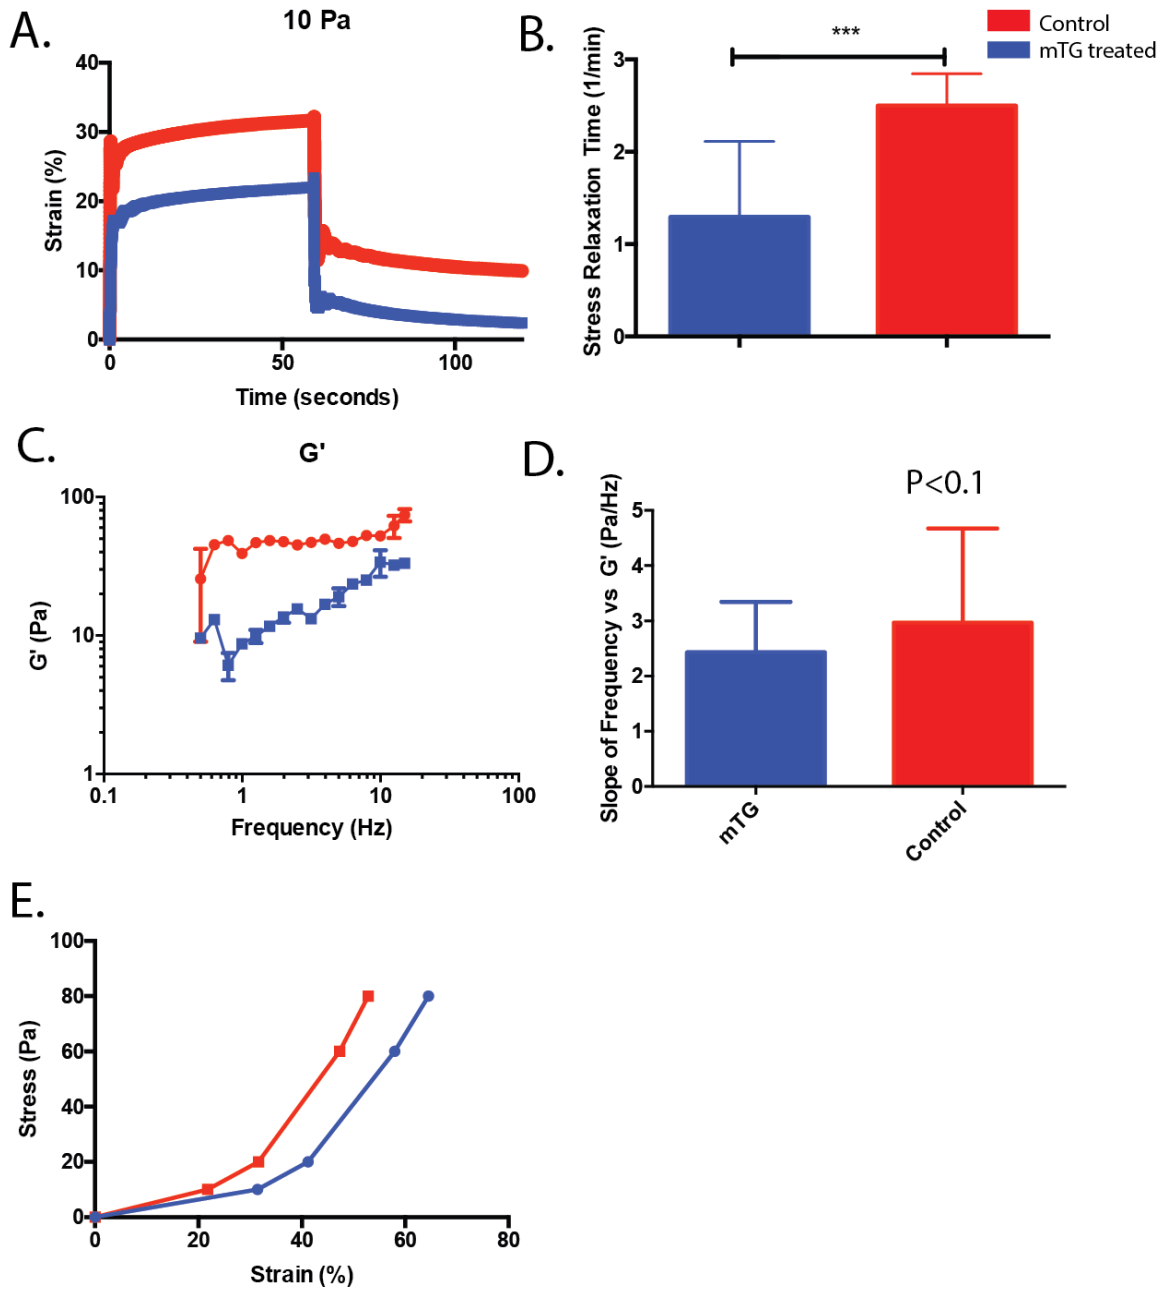 A.
10 Pa
40
30
20
10
0
Strain (%)
0 50 100
Time (seconds)
B.
***
Control
mTG treated
3
2
1
0
Stress Relaxation Time (1/min)
C.
G'
100
10
1
G' (Pa)
0.1 1 10 100
Frequency (Hz)
D.
P<0.1
5
4
3
2
1
0
Slope of Frequency vs G' (Pa/Hz)
mTG
Control
E.
100
80
60
40
20
0
Stress (Pa)
0 20 40 60 80
Strain (%)